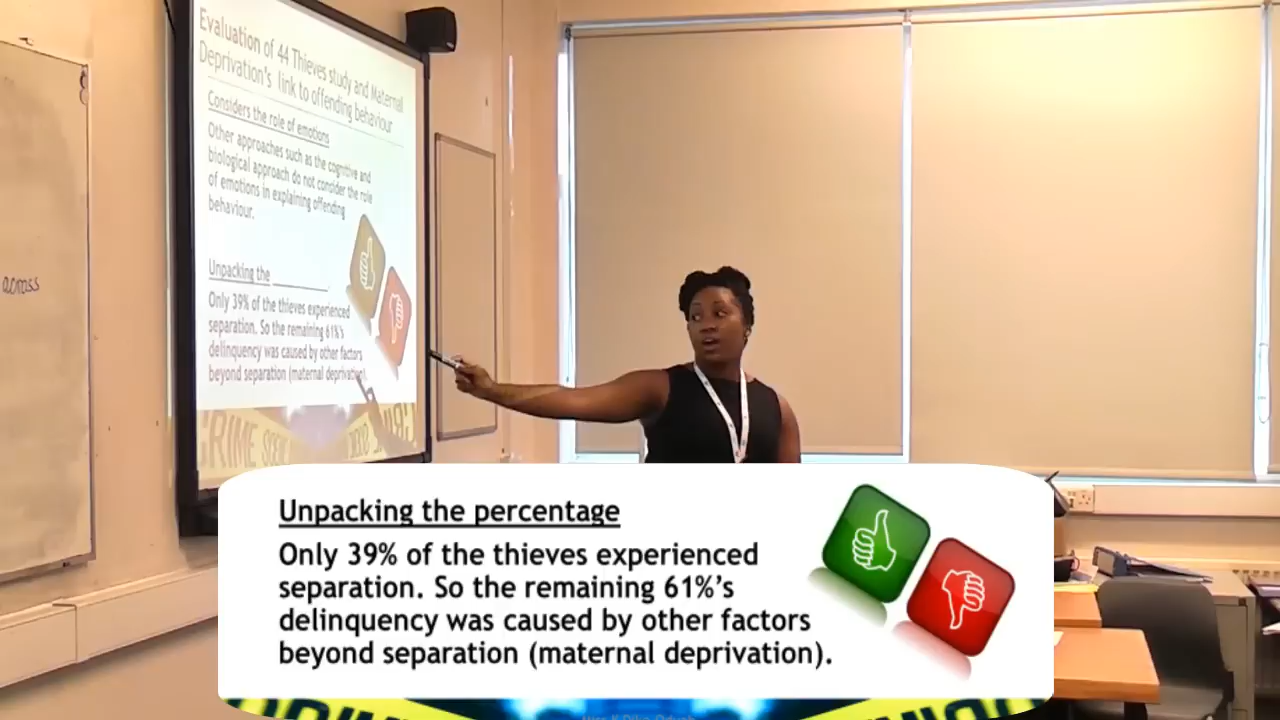 across
Evaluation of 44 Thieves study and Maternal
Deprivation's link to offending behaviour
Considers the role of emotions
Other approaches such as the cognitive and
biological approach do not consider the role
of emotions in explaining offending
behaviour.
Unpacking the
Only 39% of the thieves experienced
separation. So the remaining 61%'s
delinquency was caused by other factors
beyond separation (maternal deprivation).
CRIME
Unpacking the percentage
Only 39% of the thieves experienced
separation. So the remaining 61%'s
delinquency was caused by other factors
beyond separation (maternal deprivation).